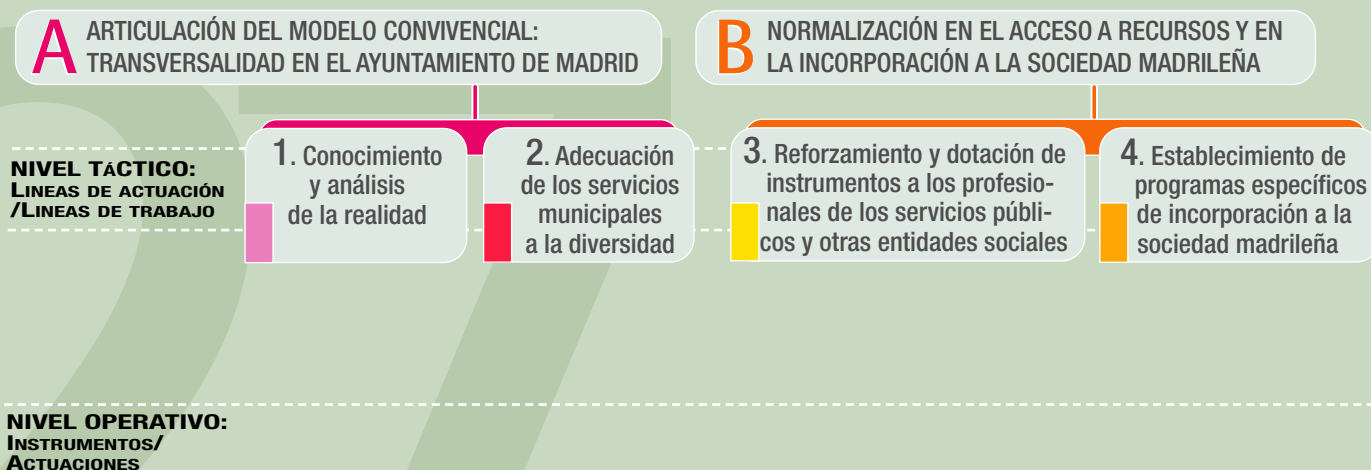 A ARTICULACIÓN DEL MODELO CONVIVENCIAL:
TRANSVERSALIDAD EN EL AYUNTAMIENTO DE MADRID
B NORMALIZACIÓN EN EL ACCESO A RECURSOS Y EN
LA INCORPORACIÓN A LA SOCIEDAD MADRILEÑA
NIVEL TÁCTICO:
LINEAS DE ACTUACIÓN
/LINEAS DE TRABAJO
1. Conocimiento
y análisis
de la realidad
2. Adecuación
de los servicios
municipales
a la diversidad
3. Reforzamiento y dotación de
instrumentos a los profesio-
nales de los servicios públi-
cos y otras entidades sociales
4. Establecimiento de
programas específicos
de incorporación a la
sociedad madrileña
NIVEL OPERATIVO:
INSTRUMENTOS/
ACTUACIONES